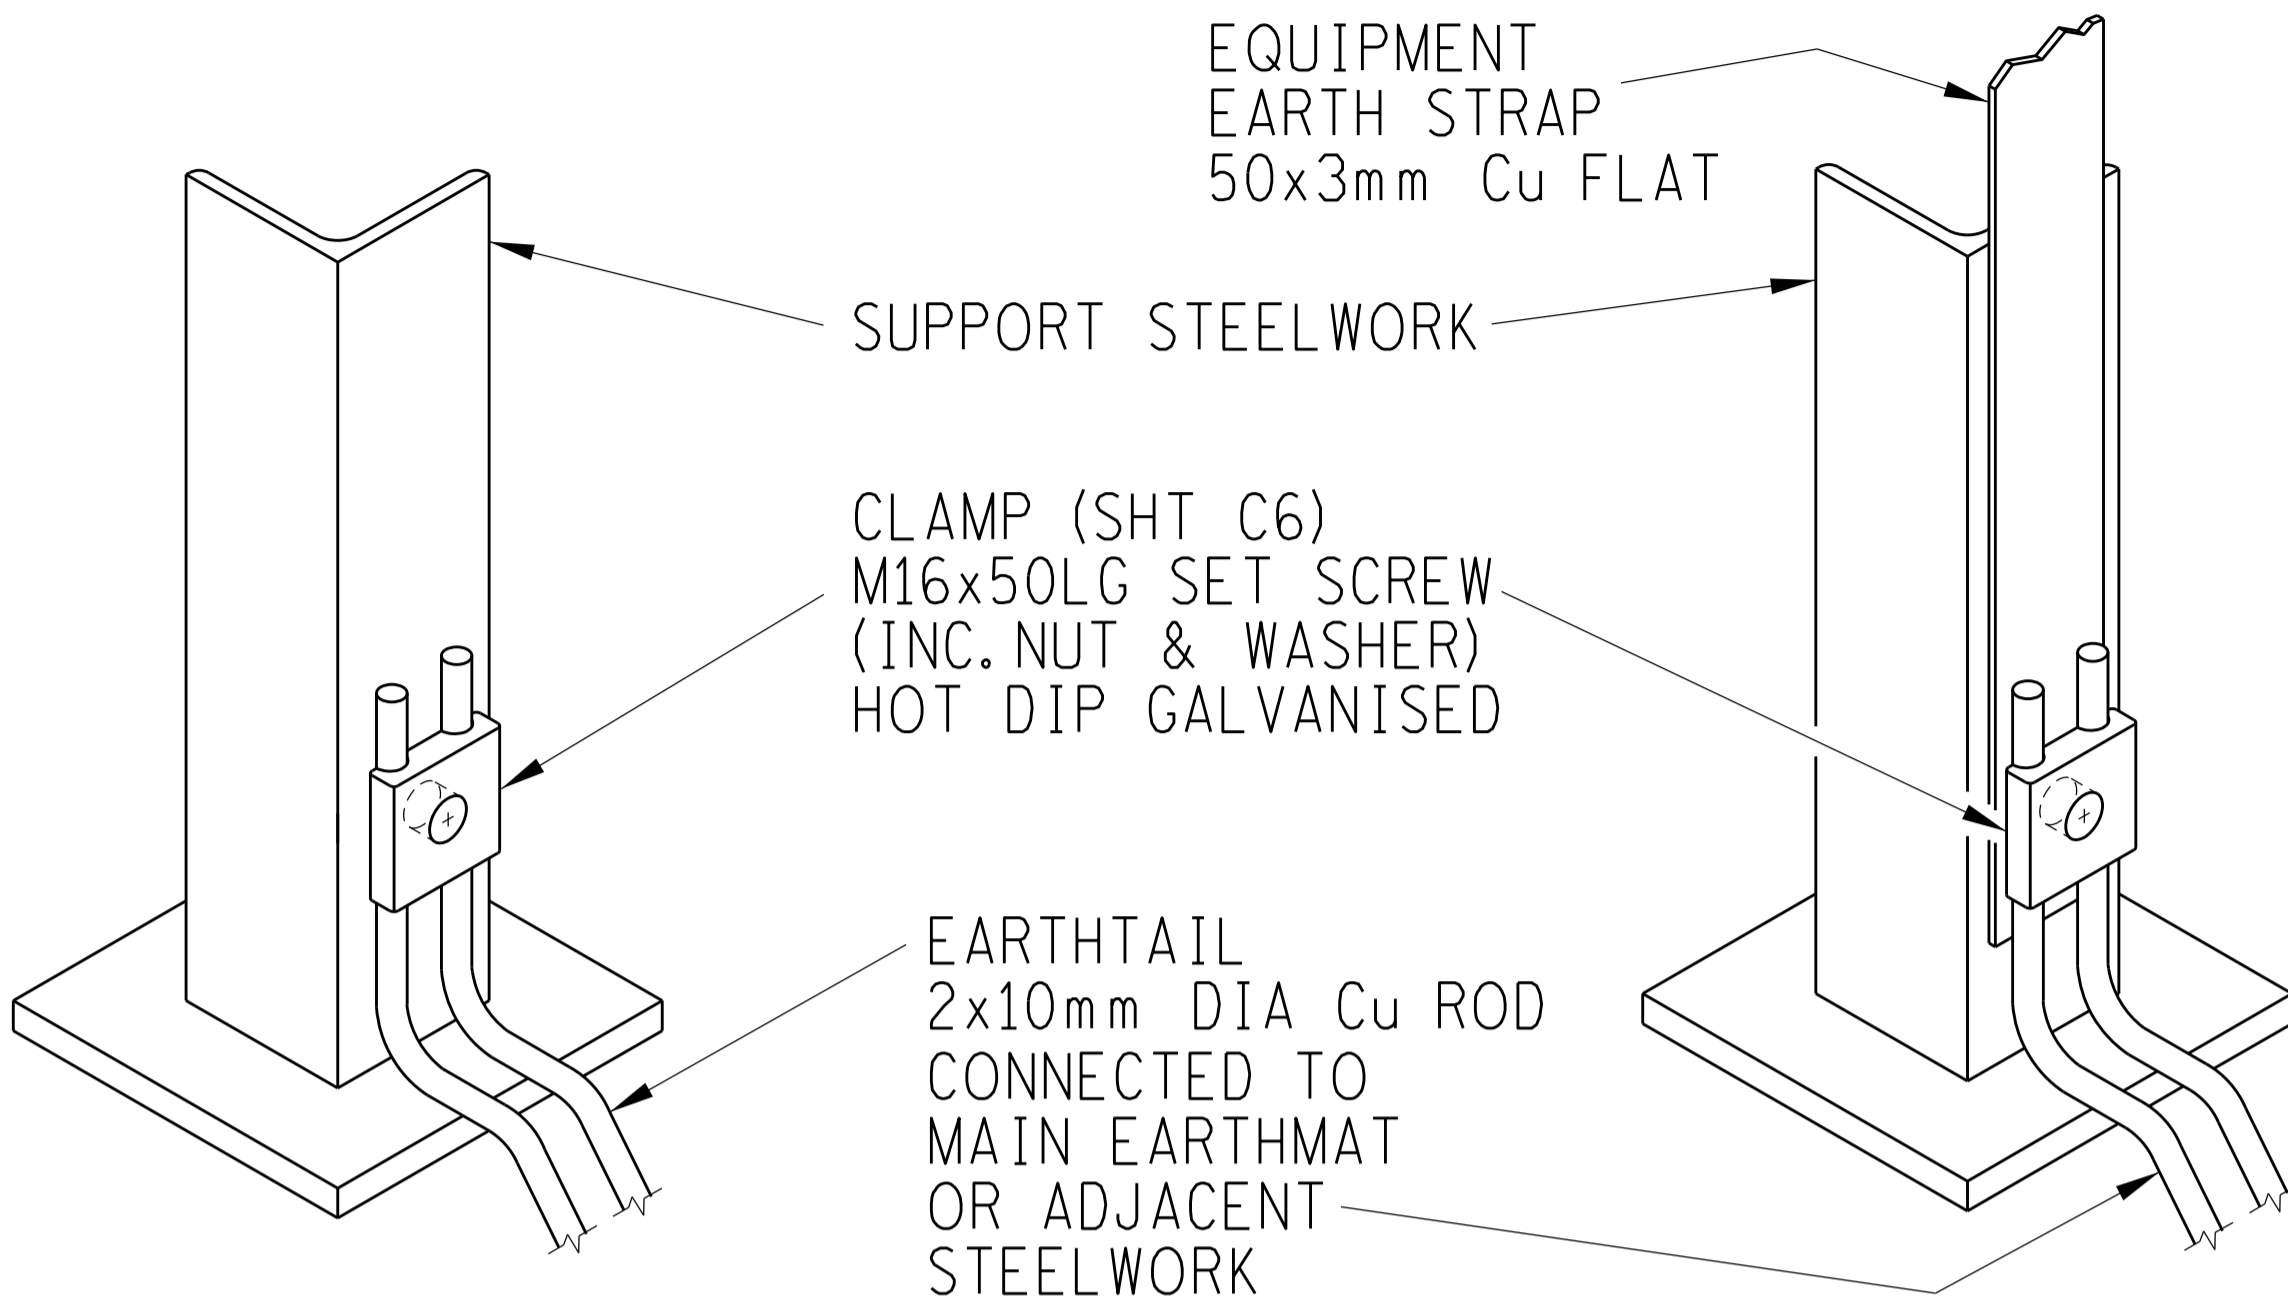 EQUIPMENT
EARTH STRAP
50x3mm Cu FLAT
SUPPORT STEELWORK
CLAMP (SHT C6)
M16x50LG SET SCREW
(INC. NUT & WASHER)
HOT DIP GALVANISED
EARTHTAIL
2x10mm DIA Cu ROD
CONNECTED TO
MAIN EARTHMAT
OR ADJACENT
STEELWORK